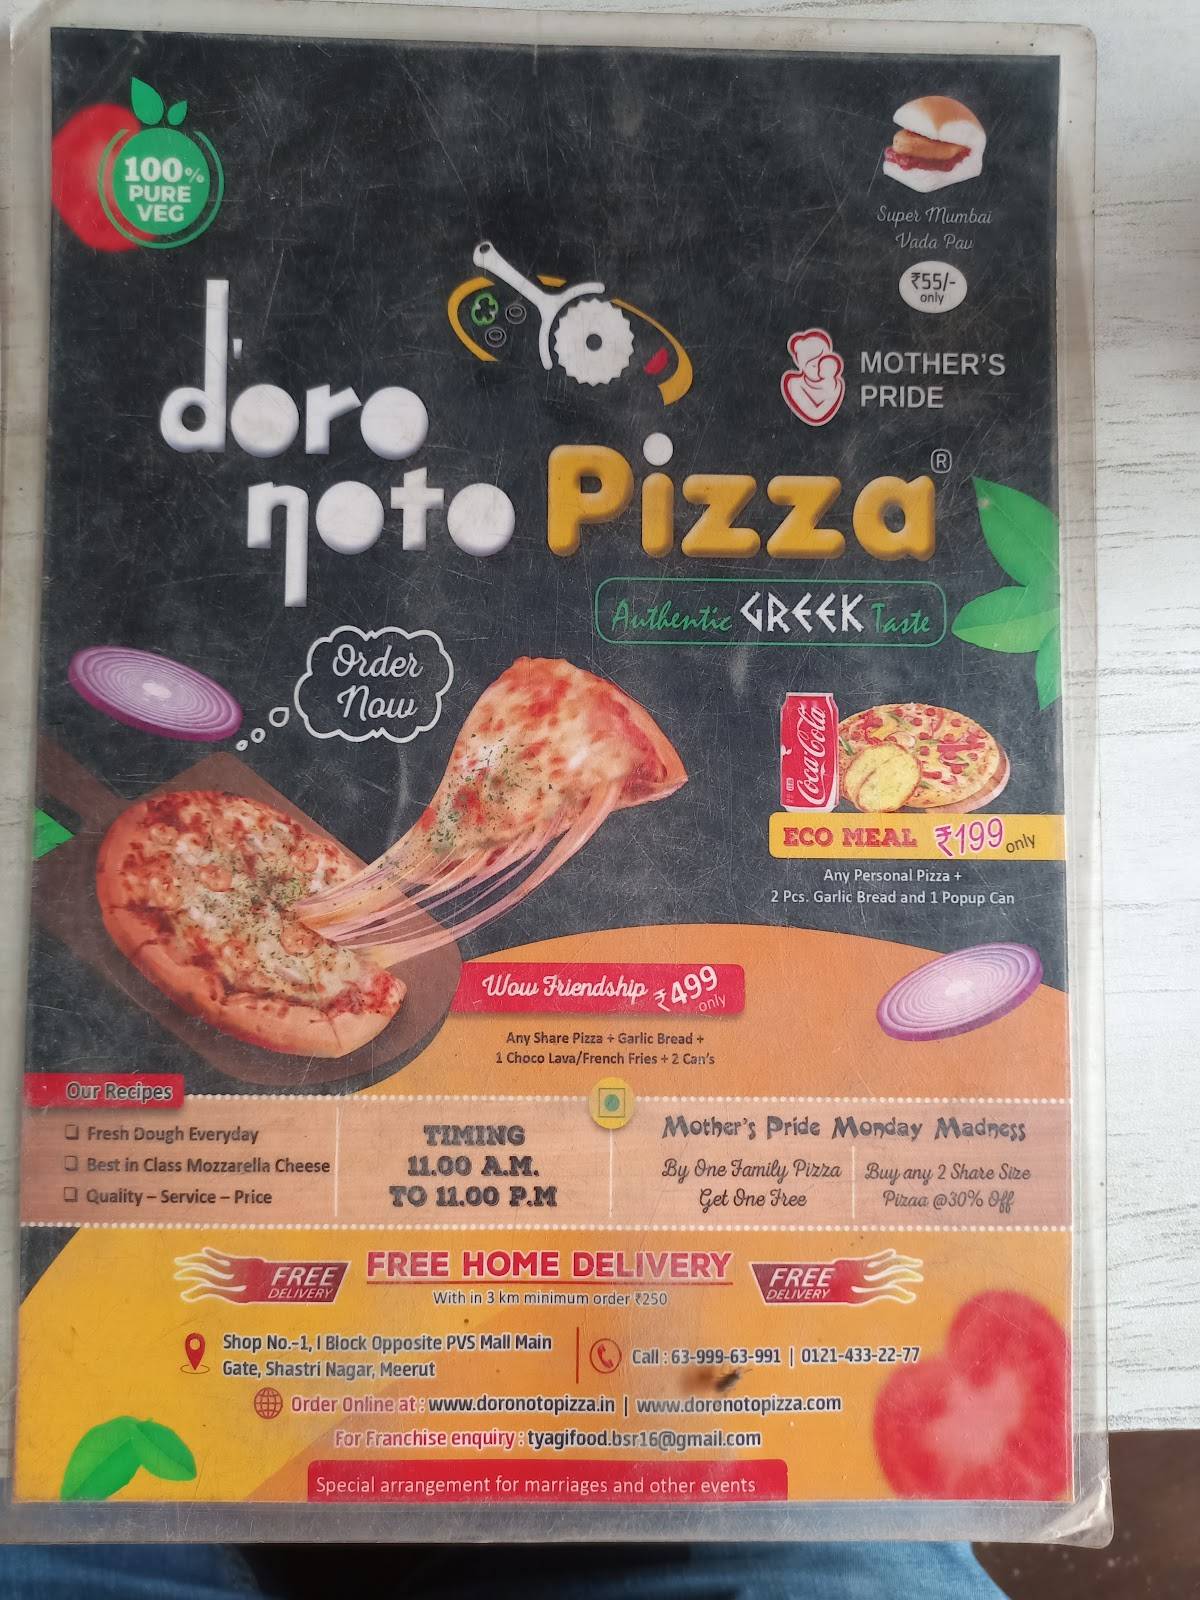 100% PURE VEG
Super Mumbai
Vada Pav
₹55/-
only
d'oro
noto Pizza®
MOTHER'S
PRIDE
Authentic GREEK Taste
Order
Now
Coca-Cola
ECO MEAL ₹199 only
Any Personal Pizza +
2 Pcs. Garlic Bread and 1 Popup Can
Wow Friendship ₹499 only
Any Share Pizza + Garlic Bread +
1 Choco Lava/French Fries + 2 Can's
Our Recipes
❑ Fresh Dough Everyday
❑ Best in Class Mozzarella Cheese
❑ Quality – Service – Price
TIMING
11.00 A.M.
TO 11.00 P.M
Mother's Pride Monday Madness
By One Family Pizza
Get One Free
Buy any 2 Share Size
Pizaa @30% Off
FREE DELIVERY
FREE HOME DELIVERY
With in 3 km minimum order ₹250
FREE DELIVERY
Shop No.-1, I Block Opposite PVS Mall Main
Gate, Shastri Nagar, Meerut
Call : 63-999-63-991 | 0121-433-22-77
Order Online at : www.doronotopizza.in | www.doronotopizza.com
For Franchise enquiry : tyagifood.bsr16@gmail.com
Special arrangement for marriages and other events